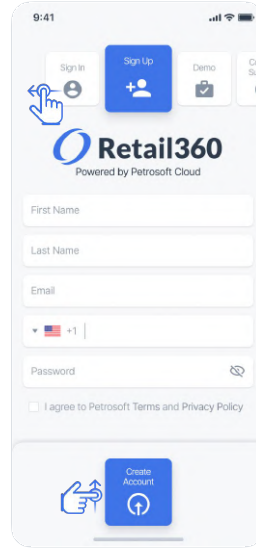 9:41
Sign In
Sign Up
Demo
Retail360
Powered by Petrosoft Cloud
First Name
Last Name
Email
+1
Password
I agree to Petrosoft Terms and Privacy Policy
Create
Account